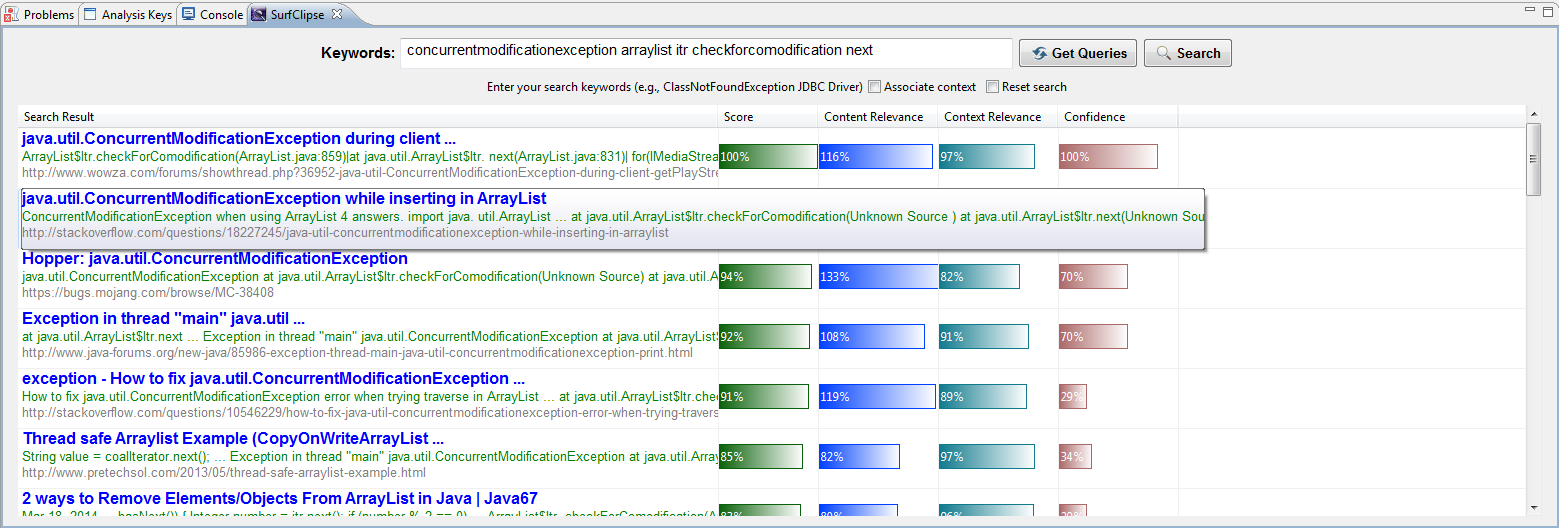 Problems Analysis Keys Console SurfClipse
Keywords: concurrentmodificationexception arraylist itr checkforcomodification next Get Queries Search
Enter your search keywords (e.g., ClassNotFoundException JDBC Driver) Associate context Reset search
Search Result Score Content Relevance Context Relevance Confidence
java.util.ConcurrentModificationException during client ...
ArrayList$Itr.checkForComodification(ArrayList.java:859)|at java.util.ArrayList$Itr. next(ArrayList.java:831)| for(IMediaStrea 100% 116% 97% 100%
http://www.wowza.com/forums/showthread.php?36952-java-util-ConcurrentModificationException-during-client-getPlayStre
java.util.ConcurrentModificationException while inserting in ArrayList
ConcurrentModificationException when using ArrayList 4 answers. import java. util.ArrayList ... at java.util.ArrayList$Itr.checkForComodification(Unknown Source ) at java.util.ArrayList$Itr.next(Unknown Sou
http://stackoverflow.com/questions/18227245/java-util-concurrentmodificationexception-while-inserting-in-arraylist
Hopper: java.util.ConcurrentModificationException
java.util.ConcurrentModificationException at java.util.ArrayList$Itr.checkForComodification(Unknown Source) at java.util.A 94% 133% 82% 70%
https://bugs.mojang.com/browse/MC-38408
Exception in thread "main" java.util ...
at java.util.ArrayList$Itr.next ... Exception in thread "main" java.util.ConcurrentModificationException at java.util.ArrayList$ 92% 108% 91% 70%
http://www.java-forums.org/new-java/85986-exception-thread-main-java-util-concurrentmodificationexception-print.html
exception - How to fix java.util.ConcurrentModificationException ...
How to fix java.util.ConcurrentModificationException error when trying traverse in ArrayList ... at java.util.ArrayList$Itr.che 91% 119% 89% 29%
http://stackoverflow.com/questions/10546229/how-to-fix-java-util-concurrentmodificationexception-error-when-trying-travers
Thread safe Arraylist Example (CopyOnWriteArrayList ...
String value = coalIterator.next(); ... Exception in thread "main" java.util.ConcurrentModificationException at java.util.Array 85% 82% 97% 34%
http://www.pretechsol.com/2013/05/thread-safe-arraylist-example.html
2 ways to Remove Elements/Objects From ArrayList in Java | Java67